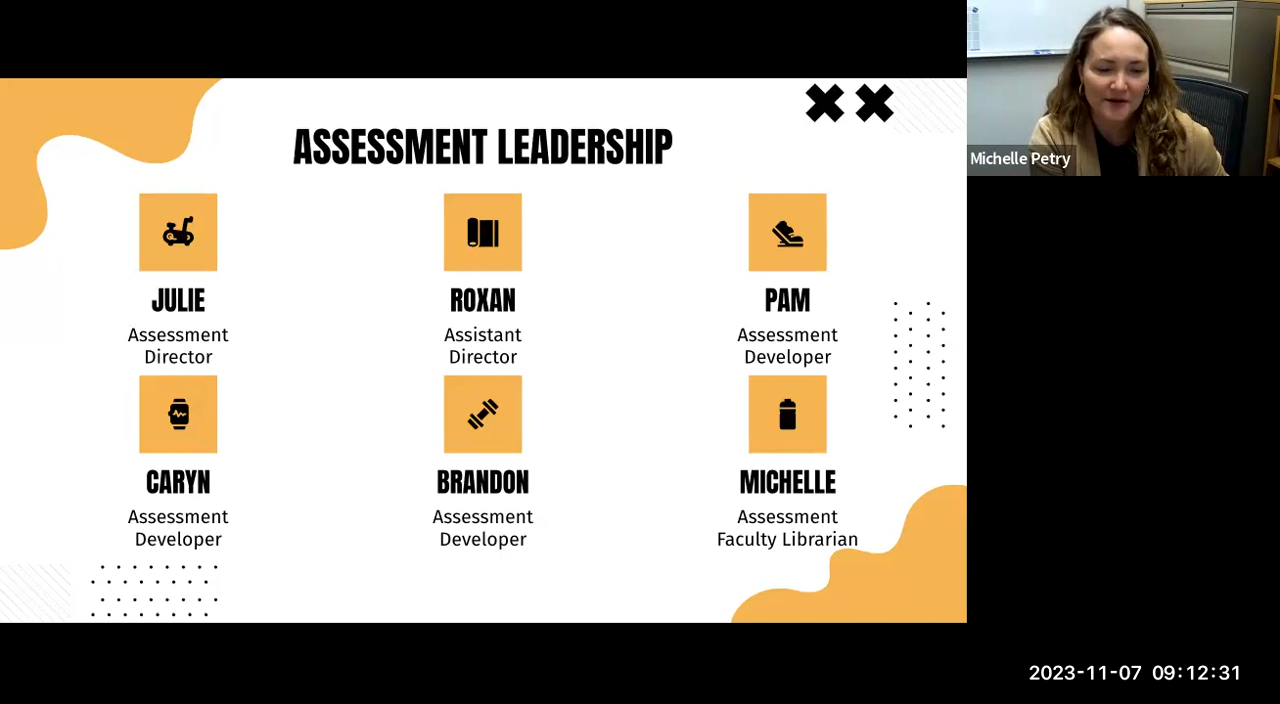 ASSESSMENT LEADERSHIP
Michelle Petry
JULIE
Assessment
Director
ROXAN
Assistant
Director
PAM
Assessment
Developer
CARYN
Assessment
Developer
BRANDON
Assessment
Developer
MICHELLE
Assessment
Faculty Librarian
2023-11-07 09:12:31